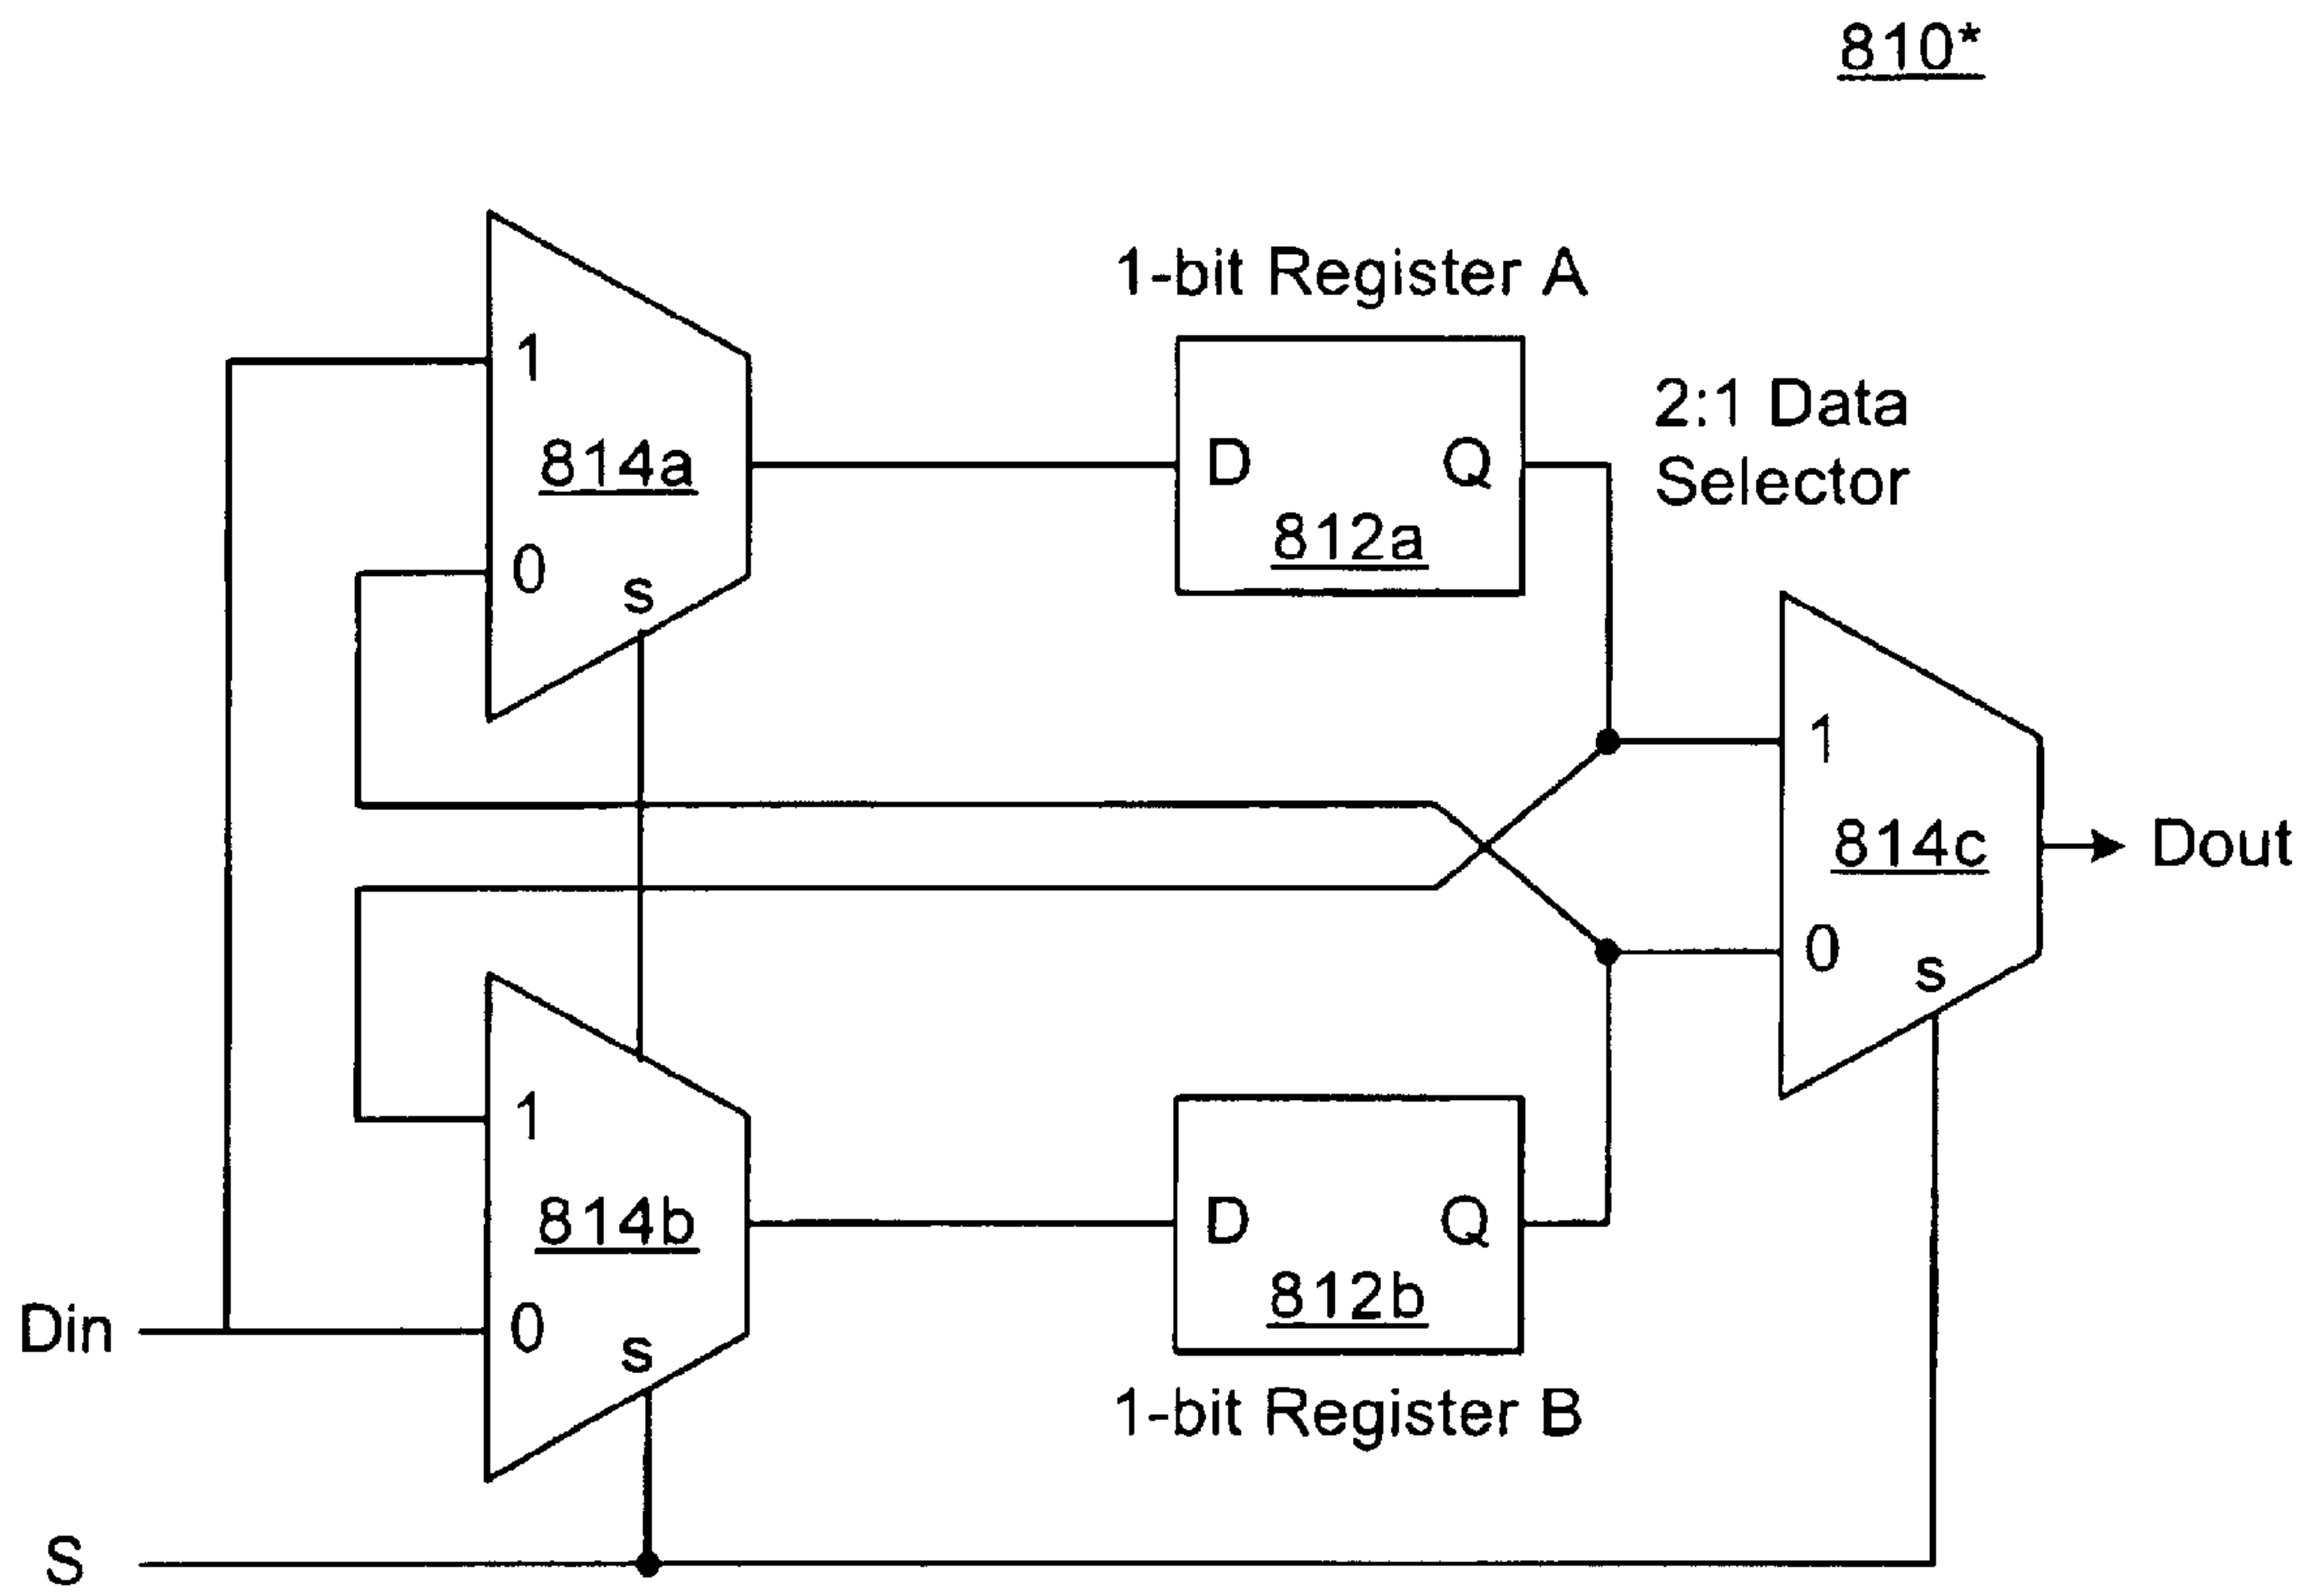 810*
1-bit Register A
2:1 Data
Selector
1
814a
0
s
D
Q
812a
1
814c
0
s
Dout
1
814b
0
s
D
Q
812b
1-bit Register B
Din
S